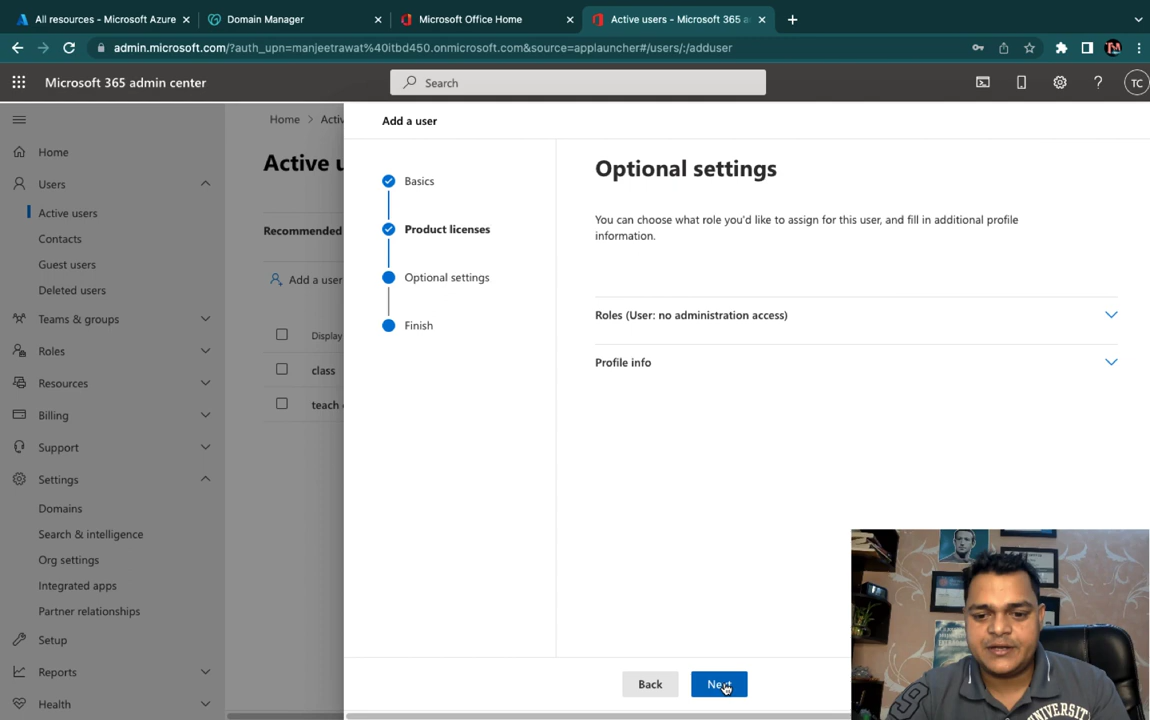 All resources - Microsoft Azure
Domain Manager
Microsoft Office Home
Active users - Microsoft 365 a
admin.microsoft.com/?auth_upn=manjeetrawat%40itbd450.onmicrosoft.com&source=applauncher#/users/:/adduser
Microsoft 365 admin center
Search
TC
Home
Users
Active users
Contacts
Guest users
Deleted users
Teams & groups
Roles
Resources
Billing
Support
Settings
Domains
Search & intelligence
Org settings
Integrated apps
Partner relationships
Setup
Reports
Health
Home > Activ
Active u
Recommended
Add a user
Display
class
teach
Add a user
Basics
Product licenses
Optional settings
Finish
Optional settings
You can choose what role you'd like to assign for this user, and fill in additional profile
information.
Roles (User: no administration access)
Profile info
Back
Next